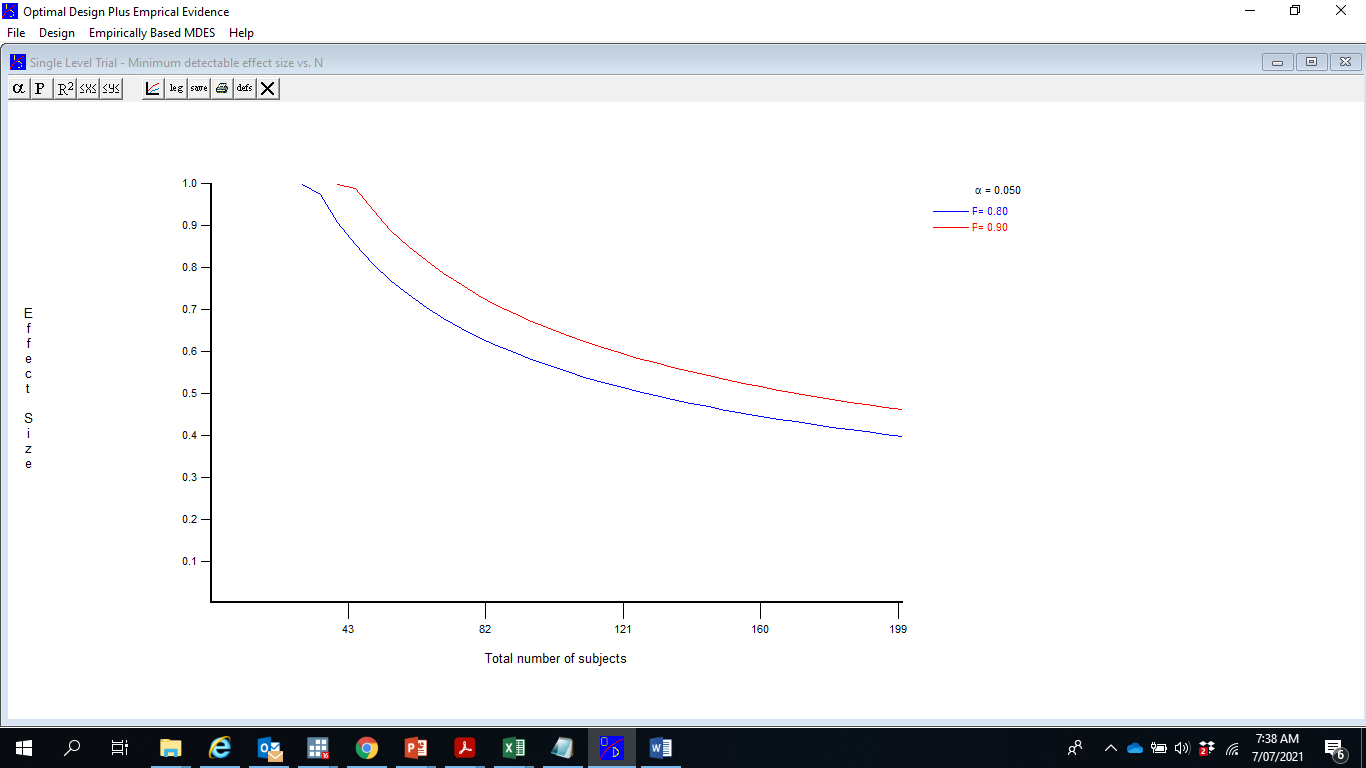 Optimal Design Plus Emprical Evidence
File Design Empirically Based MDES Help
Single Level Trial - Minimum detectable effect size vs. N
α P R² ≤X≤ ≤Y≤ leg save defs X
α = 0.050
P= 0.80
P= 0.90
Effect Size
1.0
0.9
0.8
0.7
0.6
0.5
0.4
0.3
0.2
0.1
43 82 121 160 199
Total number of subjects
7:38 AM
7/07/2021
6